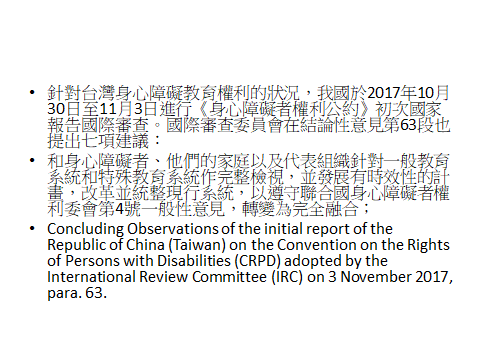 • 針對台灣身心障礙教育權利的狀況，我國於2017年10月
30日至11月3日進行《身心障礙者權利公約》初次國家
報告國際審查。國際審查委員會在結論性意見第63段也
提出七項建議：
• 和身心障礙者、他們的家庭以及代表組織針對一般教育
系統和特殊教育系統作完整檢視，並發展有時效性的計
畫，改革並統整現行系統，以遵守聯合國身心障礙者權
利委會第4號一般性意見，轉變為完全融合；
• Concluding Observations of the initial report of the
Republic of China (Taiwan) on the Convention on the Rights
of Persons with Disabilities (CRPD) adopted by the
International Review Committee (IRC) on 3 November 2017,
para. 63.